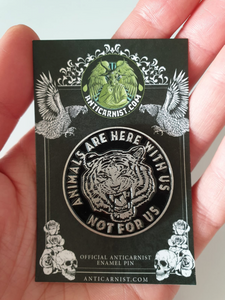 ANTICARNIST.COM
ANIMALS ARE HERE WITH US
NOT FOR US
OFFICIAL ANTICARNIST
ENAMEL PIN
ANTICARNIST.COM